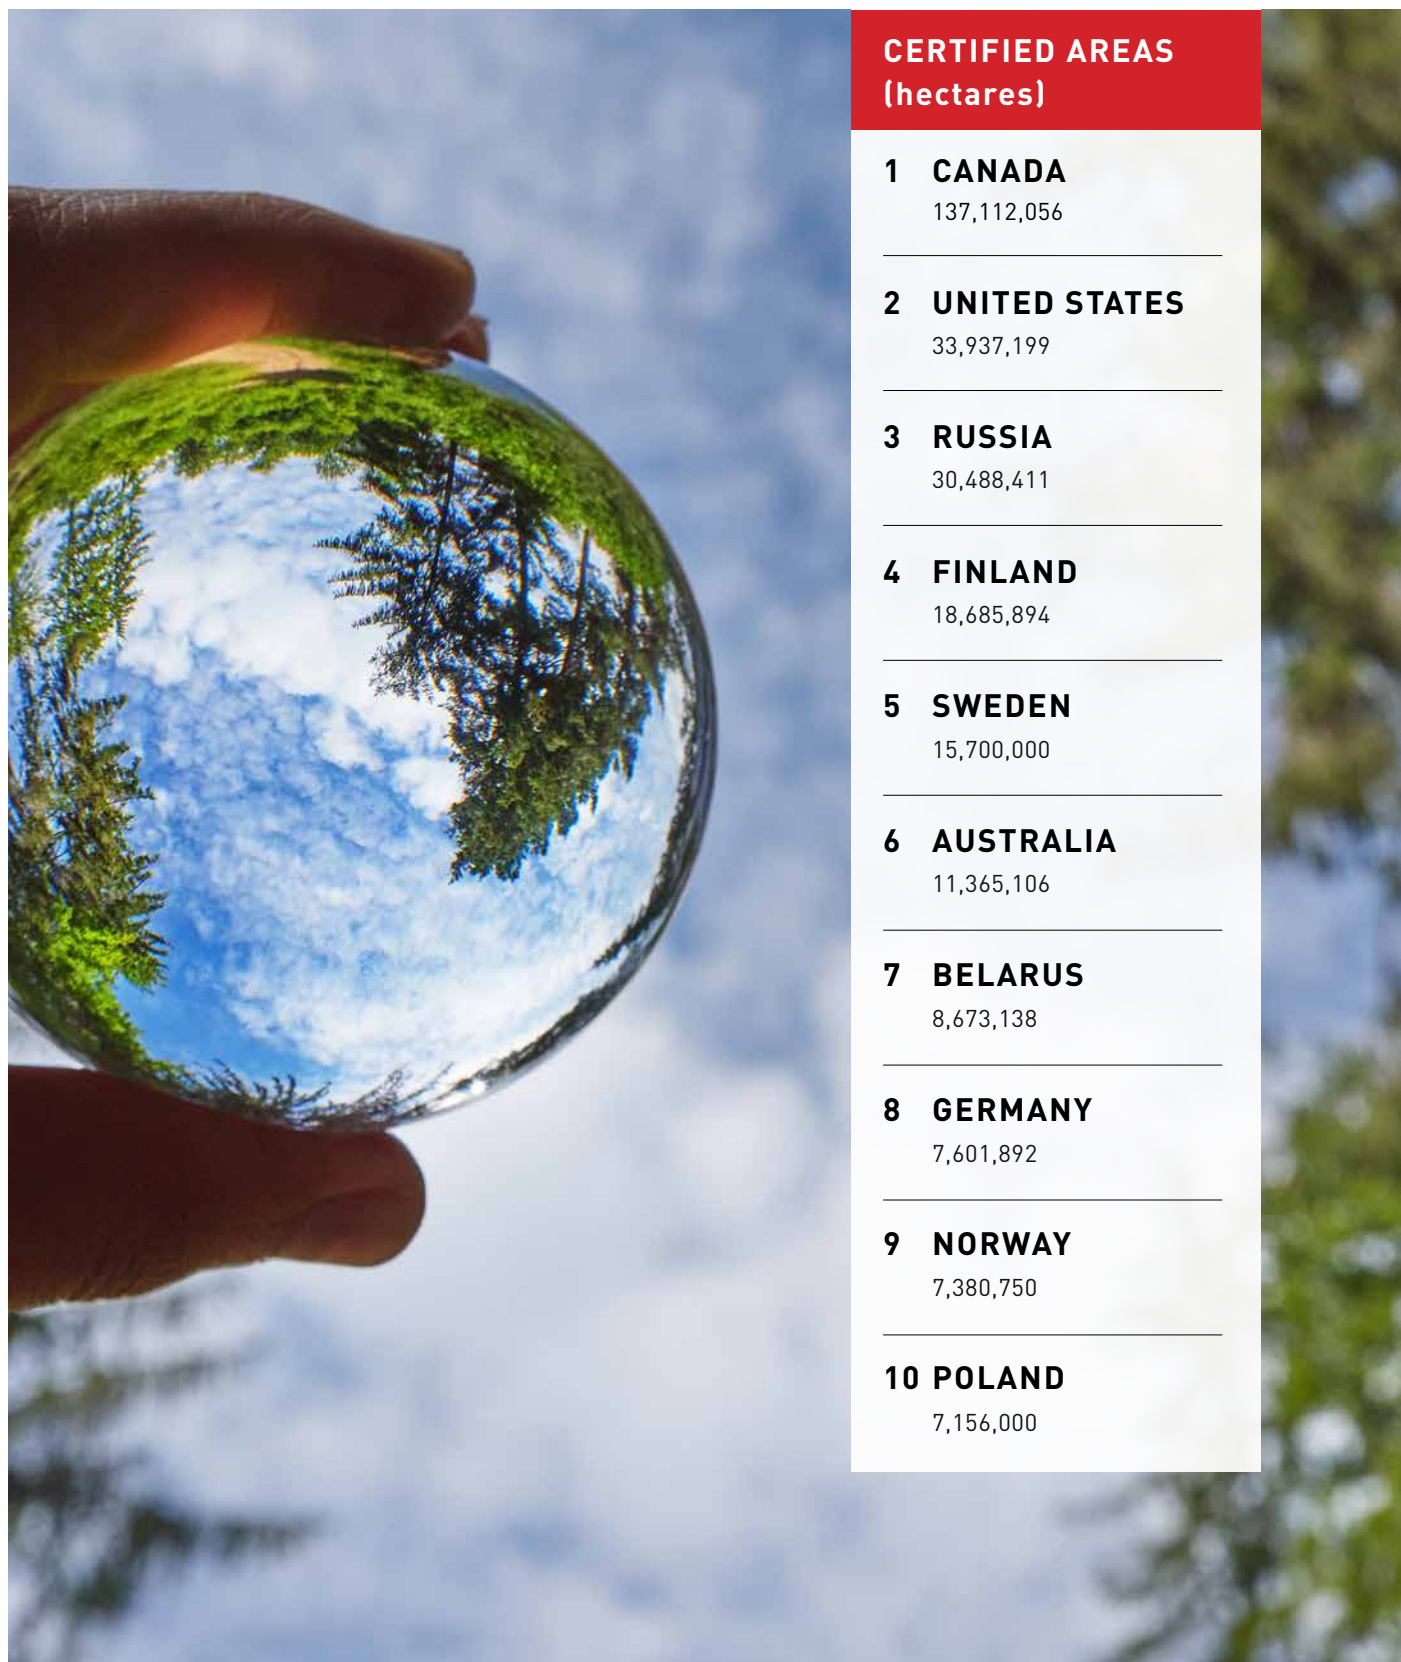 CERTIFIED AREAS
(hectares)
1 CANADA
137,112,056
2 UNITED STATES
33,937,199
3 RUSSIA
30,488,411
4 FINLAND
18,685,894
5 SWEDEN
15,700,000
6 AUSTRALIA
11,365,106
7 BELARUS
8,673,138
8 GERMANY
7,601,892
9 NORWAY
7,380,750
10 POLAND
7,156,000